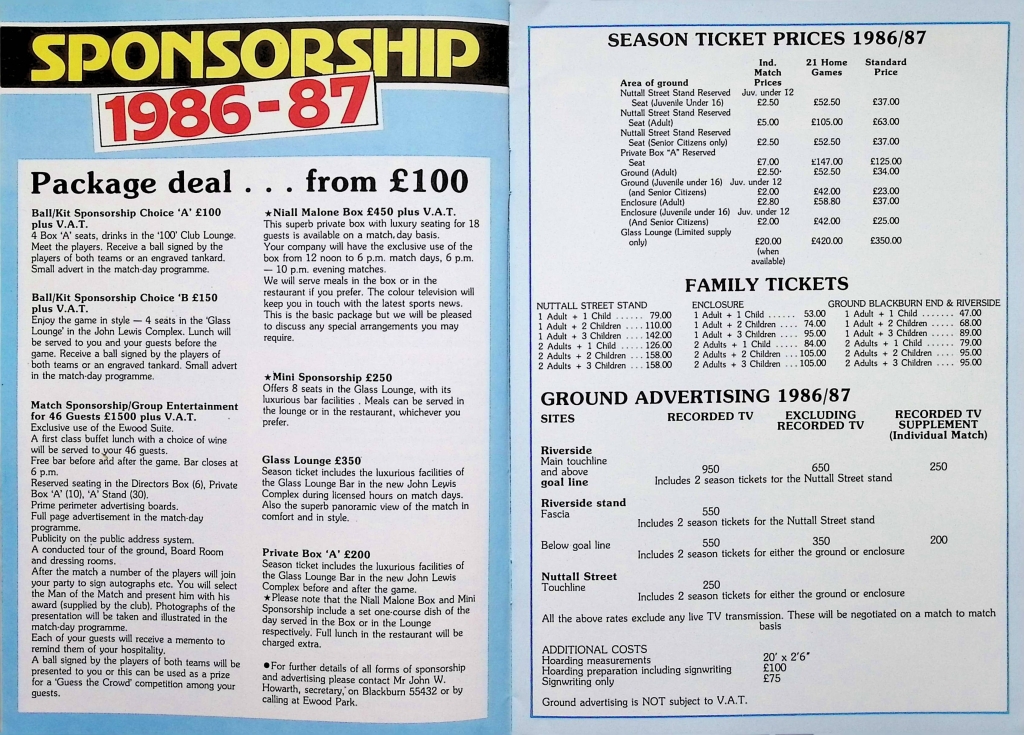 SPONSORSHIP
1986-87
Package deal . . . from £100
Ball/Kit Sponsorship Choice 'A' £100
plus V.A.T.
4 Box 'A' seats, drinks in the '100' Club Lounge.
Meet the players. Receive a ball signed by the
players of both teams or an engraved tankard.
Small advert in the match-day programme.
Ball/Kit Sponsorship Choice 'B £150
plus V.A.T.
Enjoy the game in style — 4 seats in the 'Glass
Lounge' in the John Lewis Complex. Lunch will
be served to you and your guests before the
game. Receive a ball signed by the players of
both teams or an engraved tankard. Small advert
in the match-day programme.
Match Sponsorship/Group Entertainment
for 46 Guests £1500 plus V.A.T.
Exclusive use of the Ewood Suite.
A first class buffet lunch with a choice of wine
will be served to your 46 guests.
Free bar before and after the game. Bar closes at
6 p.m.
Reserved seating in the Directors Box (6), Private
Box 'A' (10), 'A' Stand (30).
Prime perimeter advertising boards.
Full page advertisement in the match-day
programme.
Publicity on the public address system.
A conducted tour of the ground, Board Room
and dressing rooms.
After the match a number of the players will join
your party to sign autographs etc. You will select
the Man of the Match and present him with his
award (supplied by the club). Photographs of the
presentation will be taken and illustrated in the
match-day programme.
Each of your guests will receive a memento to
remind them of your hospitality.
A ball signed by the players of both teams will be
presented to you or this can be used as a prize
for a 'Guess the Crowd' competition among your
guests.
★Niall Malone Box £450 plus V.A.T.
This superb private box with luxury seating for 18
guests is available on a match day basis.
Your company will have the exclusive use of the
box from 12 noon to 6 p.m. match days, 6 p.m.
— 10 p.m. evening matches.
We will serve meals in the box or in the
restaurant if you prefer. The colour television will
keep you in touch with the latest sports news.
This is the basic package but we will be pleased
to discuss any special arrangements you may
require.
★Mini Sponsorship £250
Offers 8 seats in the Glass Lounge, with its
luxurious bar facilities . Meals can be served in
the lounge or in the restaurant, whichever you
prefer.
Glass Lounge £350
Season ticket includes the luxurious facilities of
the Glass Lounge Bar in the new John Lewis
Complex during licensed hours on match days.
Also the superb panoramic view of the match in
comfort and in style.
Private Box 'A' £200
Season ticket includes the luxurious facilities of
the Glass Lounge Bar in the new John Lewis
Complex before and after the game.
★Please note that the Niall Malone Box and Mini
Sponsorship include a set one-course dish of the
day served in the Box or in the Lounge
respectively. Full lunch in the restaurant will be
charged extra.
●For further details of all forms of sponsorship
and advertising please contact Mr John W.
Howarth, secretary, on Blackburn 55432 or by
calling at Ewood Park.
SEASON TICKET PRICES 1986/87
Ind. 21 Home Standard
Match Games Price
Area of ground Prices
Nuttall Street Stand Reserved Juv. under 12
Seat (Juvenile Under 16) £2.50 £52.50 £37.00
Nuttall Street Stand Reserved
Seat (Adult) £5.00 £105.00 £63.00
Nuttall Street Stand Reserved
Seat (Senior Citizens only) £2.50 £52.50 £37.00
Private Box "A" Reserved
Seat £7.00 £147.00 £125.00
Ground (Adult) £2.50 £52.50 £34.00
Ground (Juvenile under 16) Juv. under 12
(and Senior Citizens) £2.00 £42.00 £23.00
Enclosure (Adult) £2.80 £58.80 £37.00
Enclosure (Juvenile under 16) Juv. under 12
(And Senior Citizens) £2.00 £42.00 £25.00
Glass Lounge (Limited supply
only) £20.00 £420.00 £350.00
(when
available)
FAMILY TICKETS
NUTTALL STREET STAND
1 Adult + 1 Child ...... 79.00
1 Adult + 2 Children ... 110.00
1 Adult + 3 Children .... 142.00
2 Adults + 1 Child ...... 126.00
2 Adults + 2 Children ... 158.00
2 Adults + 3 Children ... 158.00
ENCLOSURE
1 Adult + 1 Child ...... 53.00
1 Adult + 2 Children .... 74.00
1 Adult + 3 Children .... 95.00
2 Adults + 1 Child ...... 84.00
2 Adults + 2 Children ...105.00
2 Adults + 3 Children ...105.00
GROUND BLACKBURN END & RIVERSIDE
1 Adult + 1 Child ....... 47.00
1 Adult + 2 Children ..... 68.00
1 Adult + 3 Children ..... 89.00
2 Adults + 1 Child ....... 79.00
2 Adults + 2 Children .... 95.00
2 Adults + 3 Children .... 95.00
GROUND ADVERTISING 1986/87
SITES RECORDED TV EXCLUDING RECORDED TV
RECORDED TV SUPPLEMENT
(Individual Match)
Riverside
Main touchline
and above 950 650 250
goal line Includes 2 season tickets for the Nuttall Street stand
Riverside stand
Fascia 550
Includes 2 season tickets for the Nuttall Street stand
Below goal line 550 350 200
Includes 2 season tickets for either the ground or enclosure
Nuttall Street
Touchline 250
Includes 2 season tickets for either the ground or enclosure
All the above rates exclude any live TV transmission. These will be negotiated on a match to match
basis
ADDITIONAL COSTS
Hoarding measurements 20' x 2'6"
Hoarding preparation including signwriting £100
Signwriting only £75
Ground advertising is NOT subject to V.A.T.